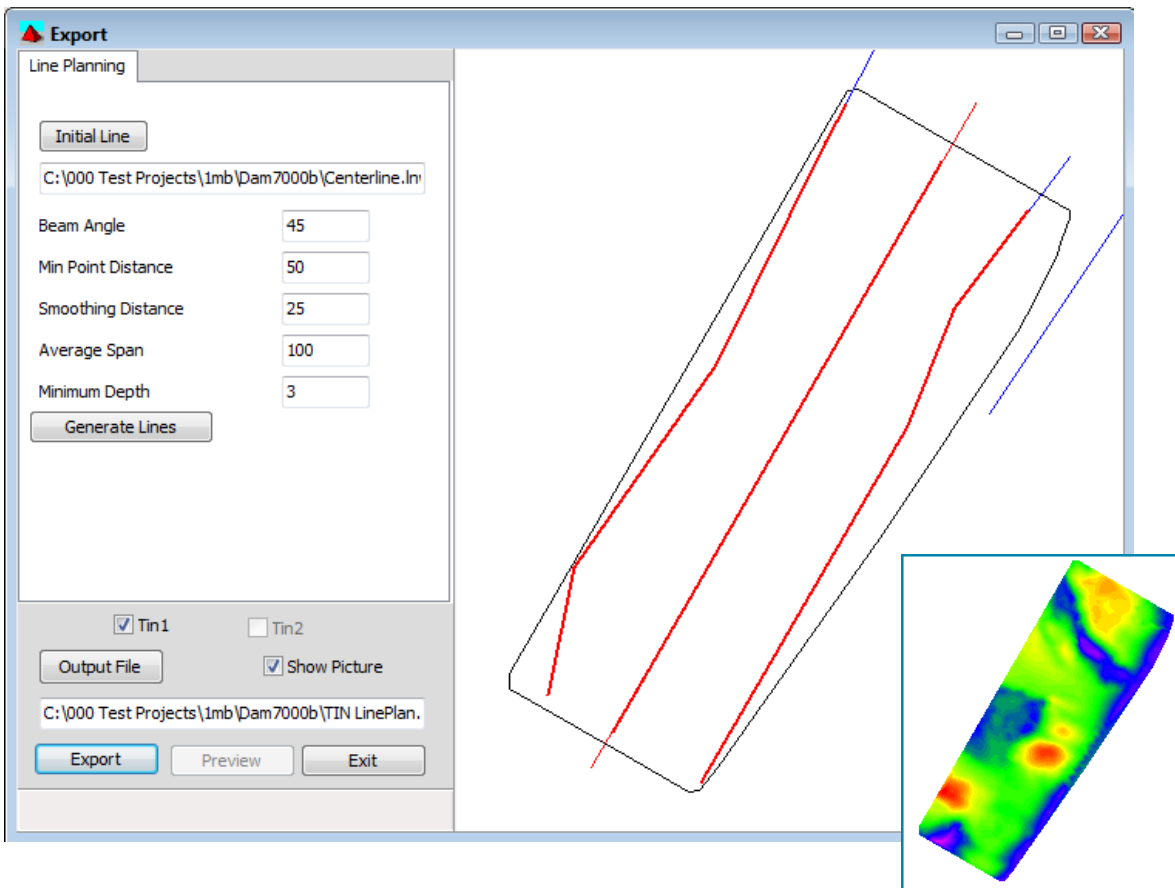 Export
Line Planning
Initial Line
C:\000 Test Projects\1mb\Dam7000b\Centerline.ln
Beam Angle 45
Min Point Distance 50
Smoothing Distance 25
Average Span 100
Minimum Depth 3
Generate Lines
Tin1 Tin2
Output File Show Picture
C:\000 Test Projects\1mb\Dam7000b\TIN LinePlan.
Export Preview Exit